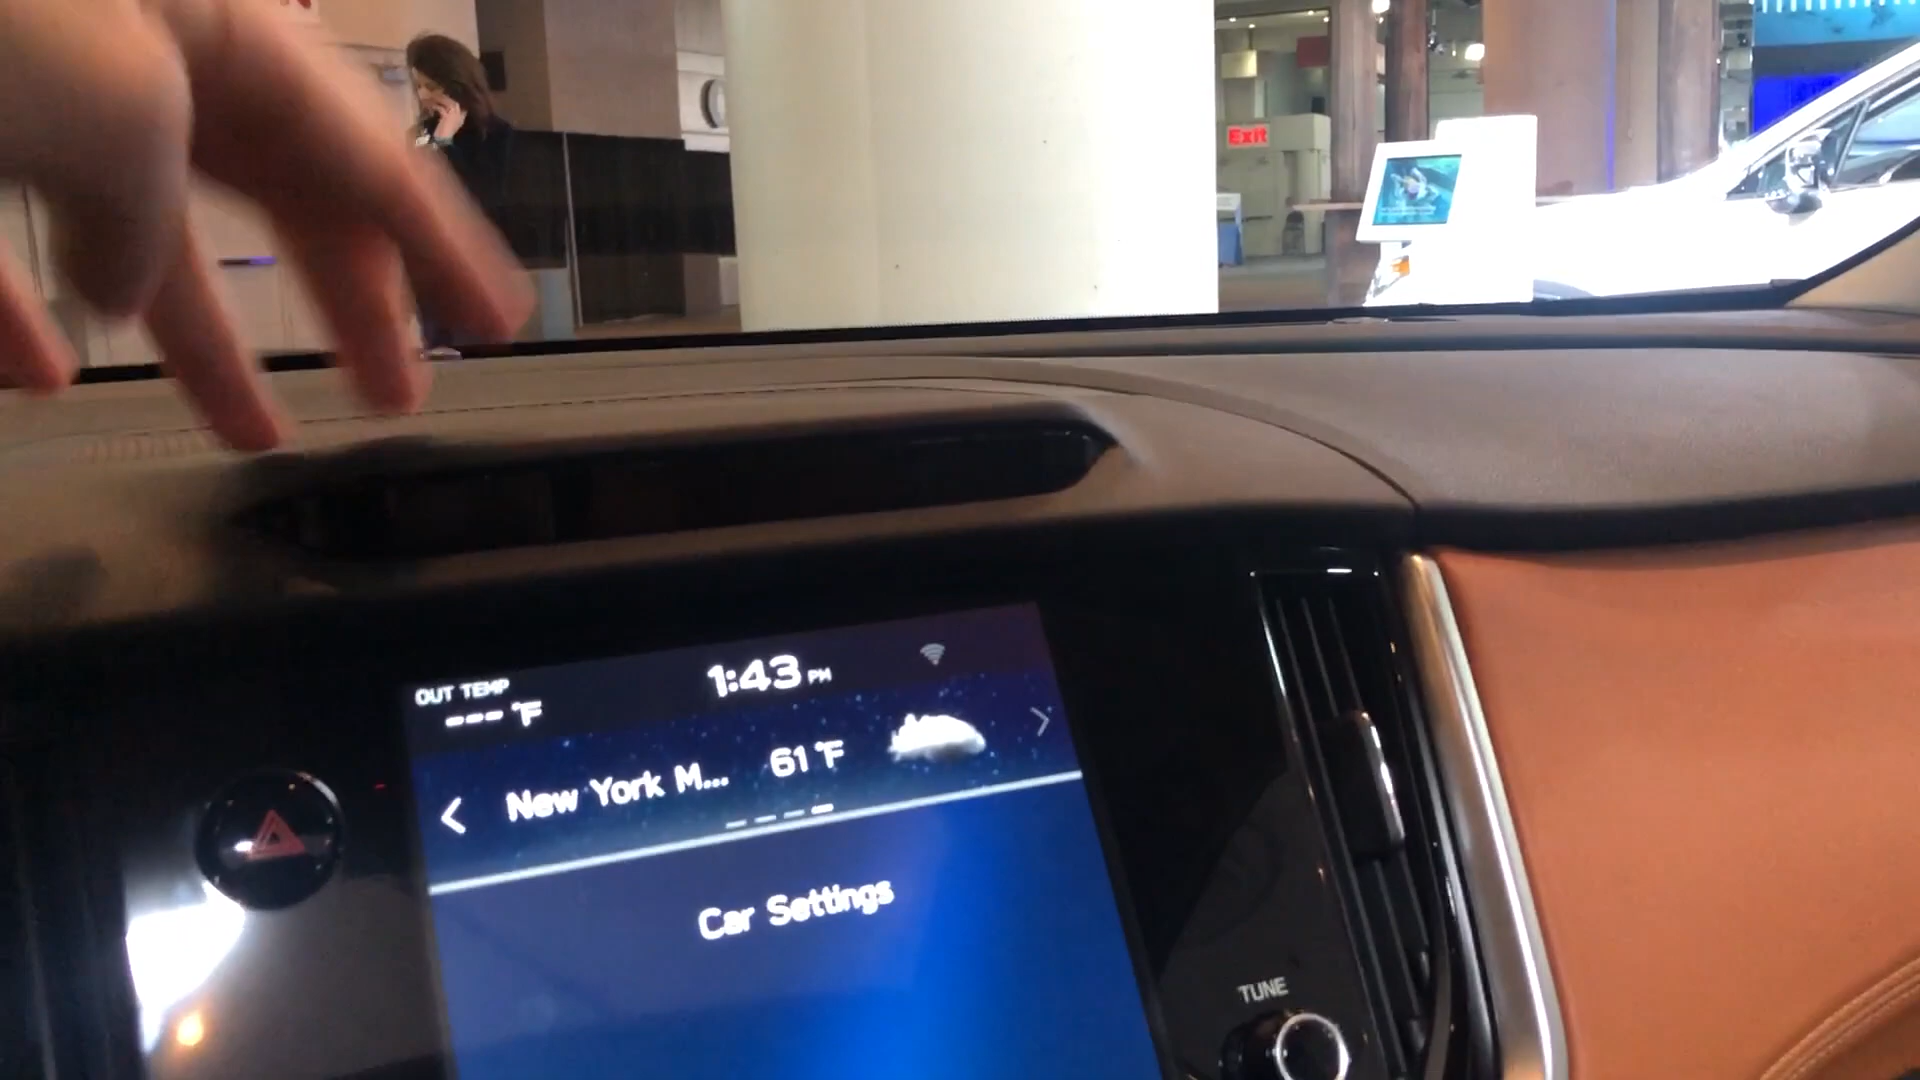 Exit
OUT TEMP
--- °F
1:43 PM
New York M...
61 °F
Car Settings
TUNE